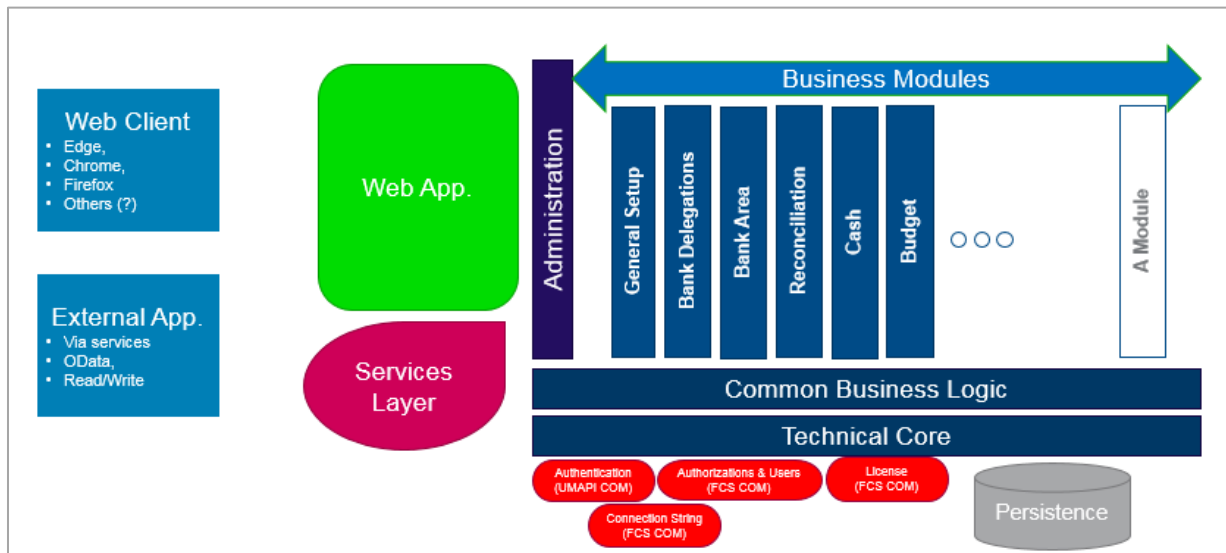 Web Client
• Edge,
• Chrome,
• Firefox
• Others (?)
External App.
• Via services
• OData,
• Read/Write
Web App.
Services
Layer
Administration
Business Modules
General Setup
Bank Delegations
Bank Area
Reconciliation
Cash
Budget
A Module
Common Business Logic
Technical Core
Authentication
(UMAPI COM)
Authorizations & Users
(FCS COM)
License
(FCS COM)
Connection String
(FCS COM)
Persistence